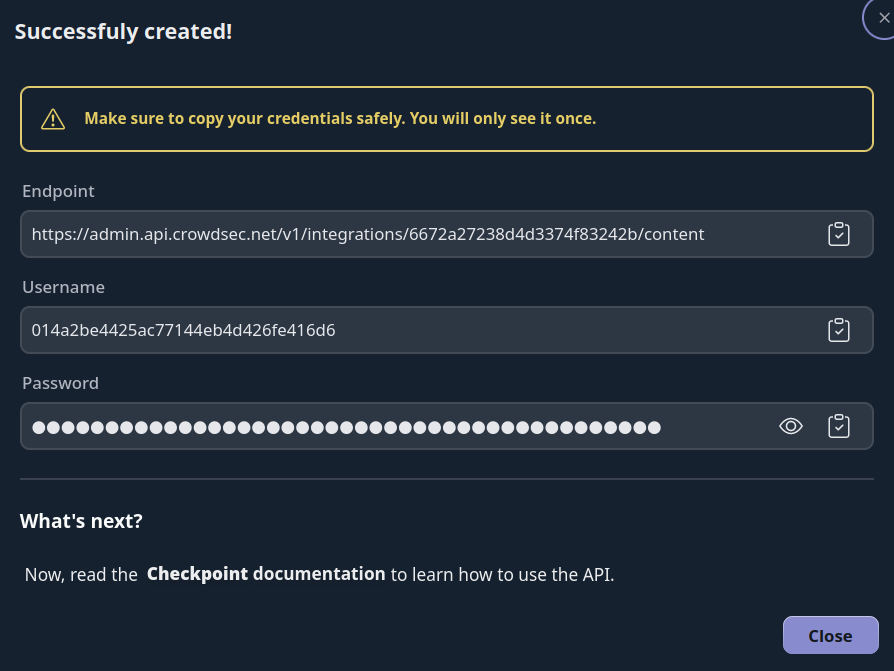 Successfuly created!
Make sure to copy your credentials safely. You will only see it once.
Endpoint
https://admin.api.crowdsec.net/v1/integrations/6672a27238d4d3374f83242b/content
Username
014a2be4425ac77144eb4d426fe416d6
Password
●●●●●●●●●●●●●●●●●●●●●●●●●●●●●●●●●●●●●●●●●●●
What's next?
Now, read the Checkpoint documentation to learn how to use the API.
Close